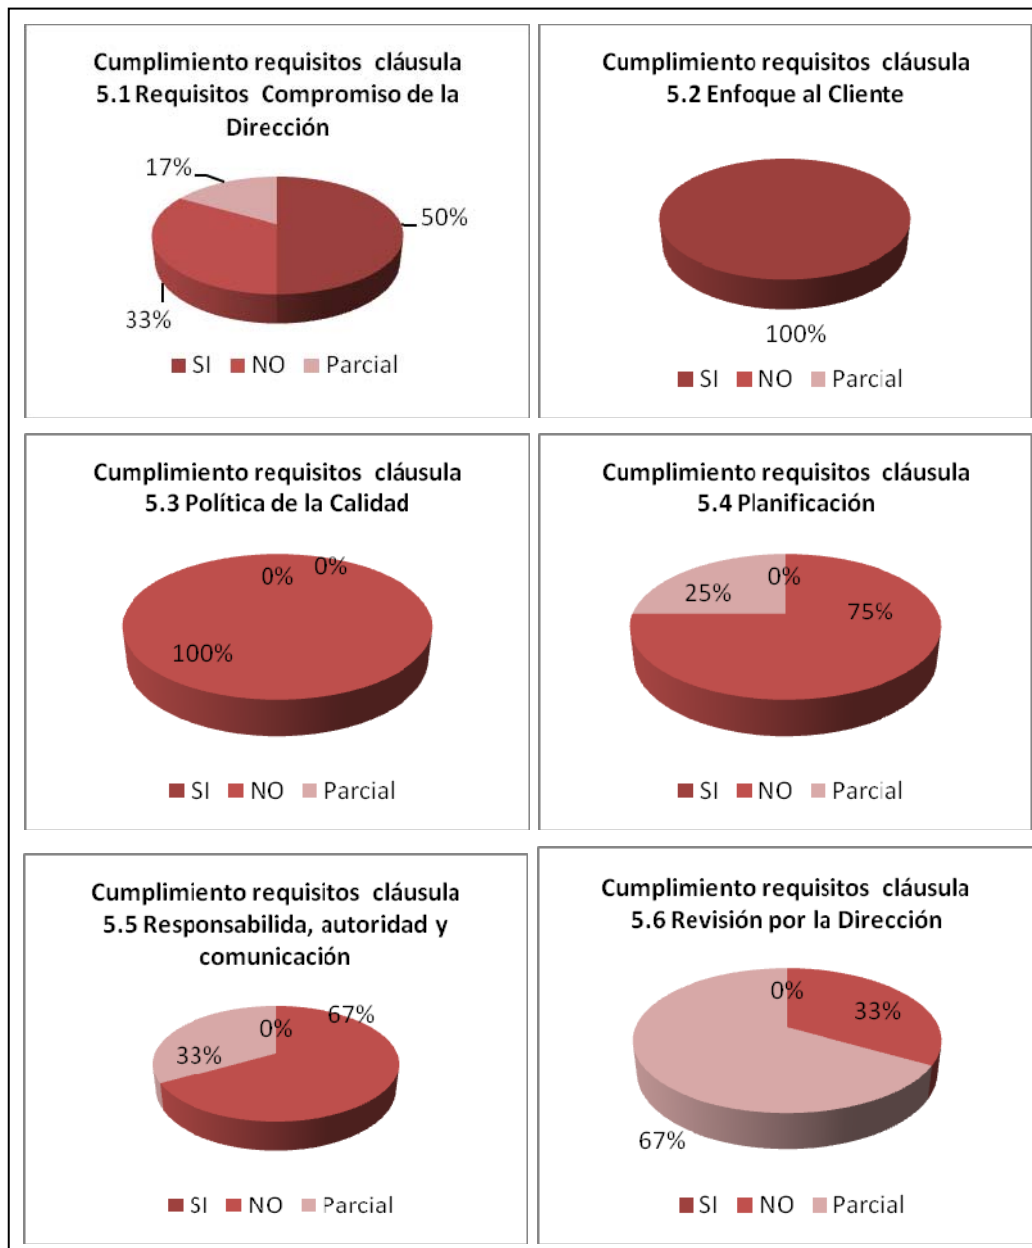 Cumplimiento requisitos cláusula
5.1 Requisitos Compromiso de la
Dirección
17%
50%
33%
SI NO Parcial
Cumplimiento requisitos cláusula
5.2 Enfoque al Cliente
100%
SI NO Parcial
Cumplimiento requisitos cláusula
5.3 Política de la Calidad
0% 0%
100%
SI NO Parcial
Cumplimiento requisitos cláusula
5.4 Planificación
0%
25%
75%
SI NO Parcial
Cumplimiento requisitos cláusula
5.5 Responsabilida, autoridad y
comunicación
67%
0%
33%
SI NO Parcial
Cumplimiento requisitos cláusula
5.6 Revisión por la Dirección
0%
33%
67%
SI NO Parcial